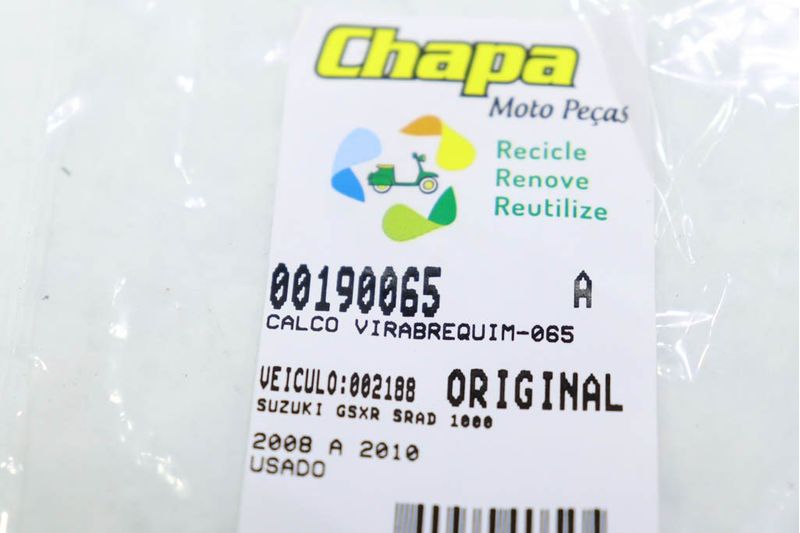 Chapa
Moto Peças
Recicle
Renove
Reutilize
00190065 A
CALCO VIRABREQUIM-065
VEICULO:002188 ORIGINAL
SUZUKI GSXR SRAD 1000
2008 A 2010
USADO